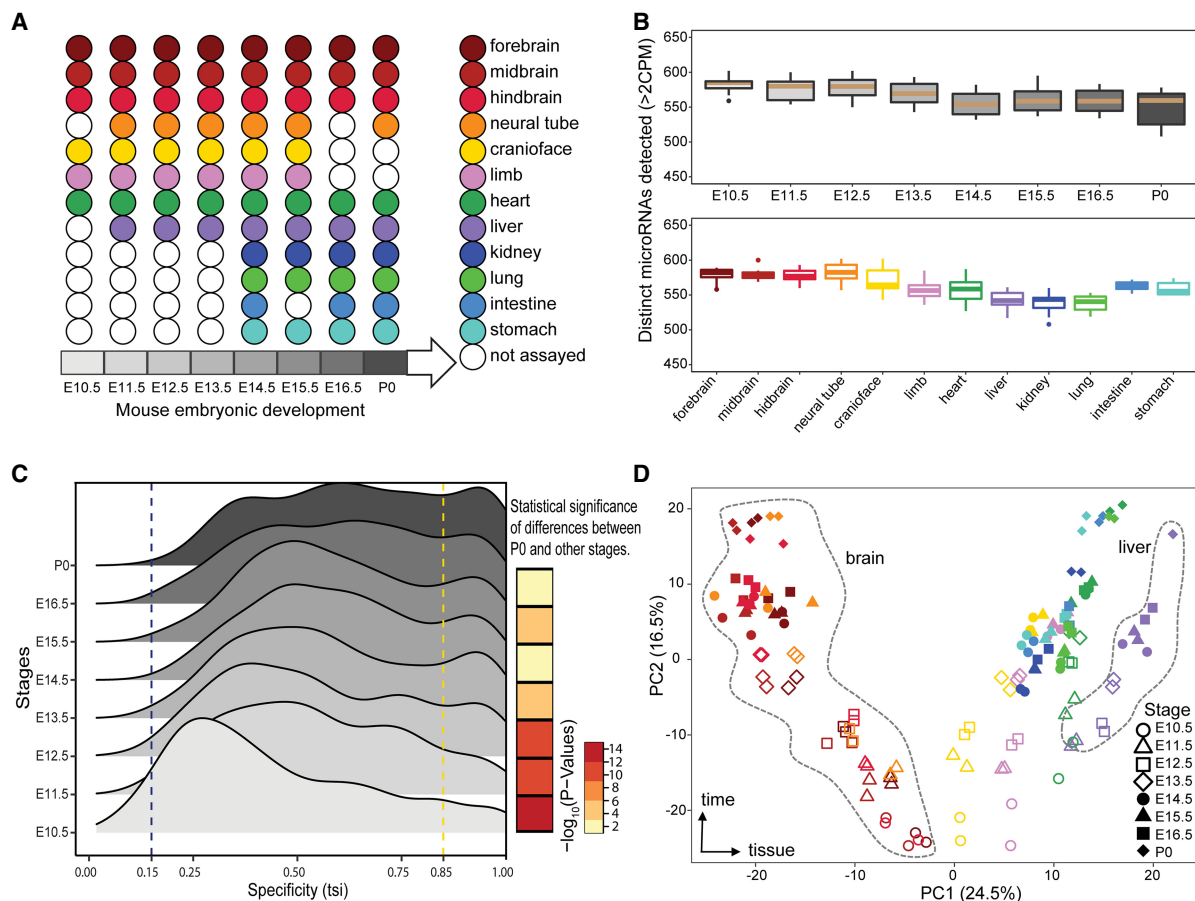 A
forebrain
midbrain
hindbrain
neural tube
cranioface
limb
heart
liver
kidney
lung
intestine
stomach
not assayed
E10.5 E11.5 E12.5 E13.5 E14.5 E15.5 E16.5 P0
Mouse embryonic development
B
Distinct microRNAs detected (>2CPM)
650
600
550
500
450
E10.5 E11.5 E12.5 E13.5 E14.5 E15.5 E16.5 P0
650
600
550
500
450
forebrain midbrain hidbrain neural tube cranioface limb heart liver kidney lung intestine stomach
C
Stages
P0
E16.5
E15.5
E14.5
E13.5
E12.5
E11.5
E10.5
0.00 0.15 0.25 0.50 0.75 0.85 1.00
Specificity (tsi)
Statistical significance
of differences between
P0 and other stages.
-log10(P-Values)
14
12
10
8
6
4
2
D
PC2 (16.5%)
20
10
0
-10
-20
brain
liver
time
tissue
-20 -10 0 10 20
PC1 (24.5%)
Stage
E10.5
E11.5
E12.5
E13.5
E14.5
E15.5
E16.5
P0